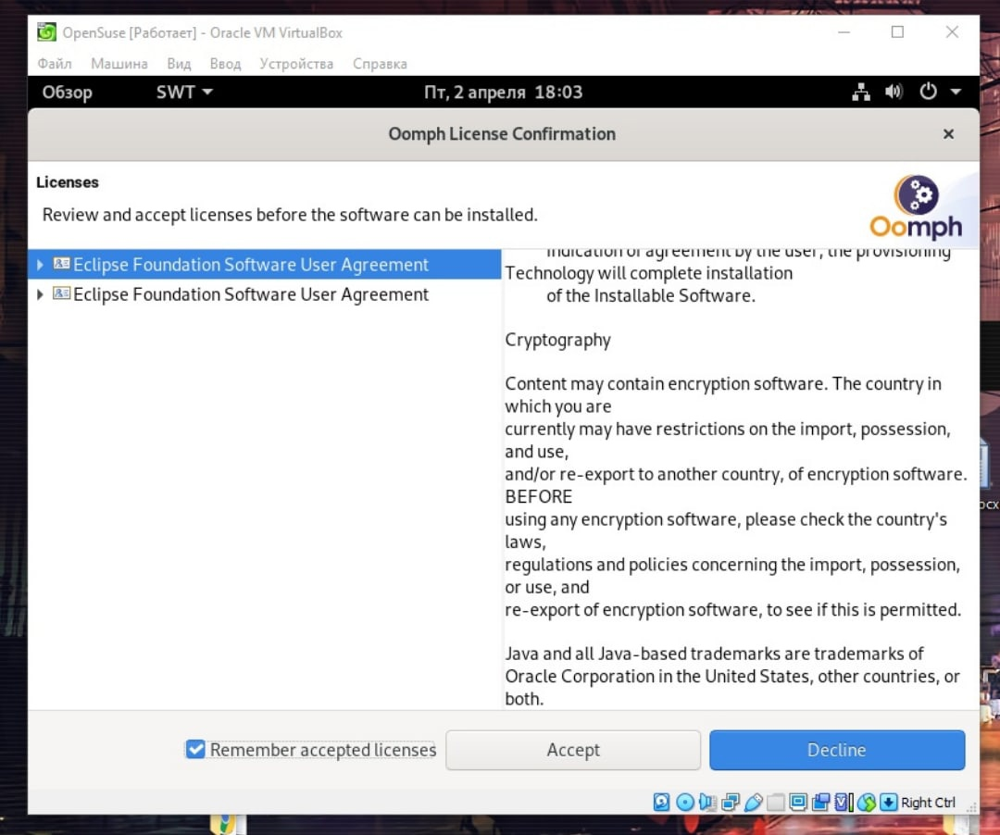 OpenSuse [Работает] - Oracle VM VirtualBox
Файл Машина Вид Ввод Устройства Справка
Обзор SWT Пт, 2 апреля 18:03
Oomph License Confirmation
Licenses
Review and accept licenses before the software can be installed.
Oomph
Eclipse Foundation Software User Agreement
Eclipse Foundation Software User Agreement
indication of agreement by the user, the provisioning
Technology will complete installation
of the Installable Software.
Cryptography
Content may contain encryption software. The country in
which you are
currently may have restrictions on the import, possession,
and use,
and/or re-export to another country, of encryption software.
BEFORE
using any encryption software, please check the country's
laws,
regulations and policies concerning the import, possession,
or use, and
re-export of encryption software, to see if this is permitted.
Java and all Java-based trademarks are trademarks of
Oracle Corporation in the United States, other countries, or
both.
Remember accepted licenses Accept Decline
Right Ctrl